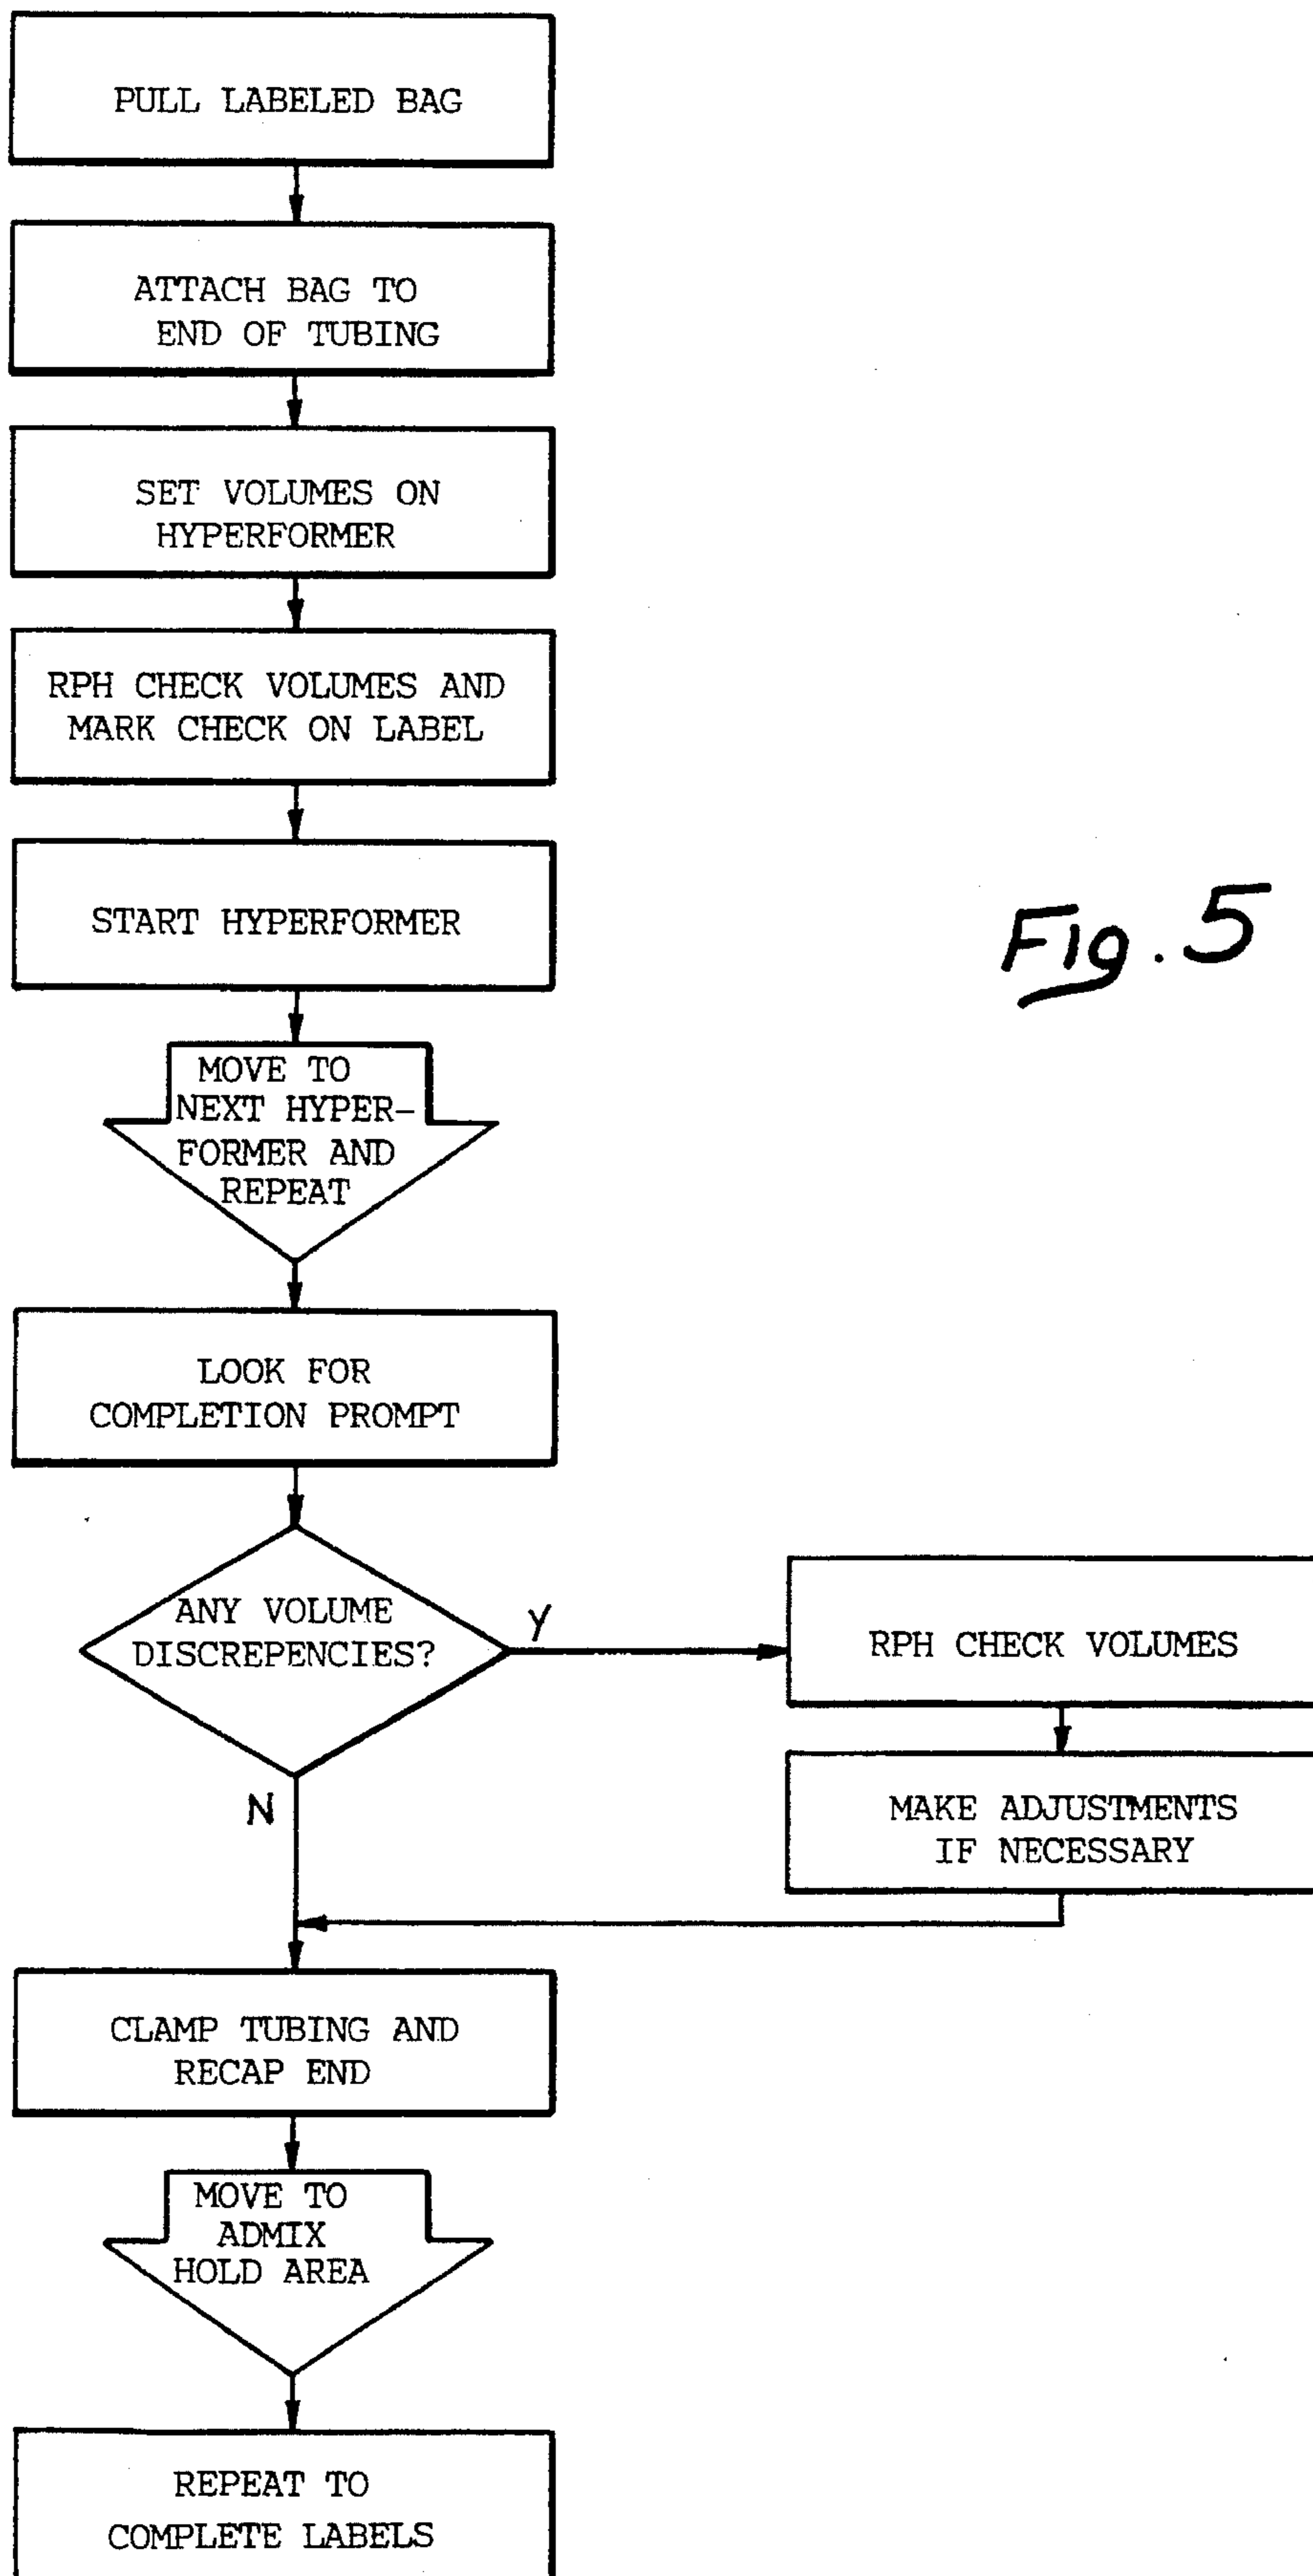 PULL LABELED BAG
ATTACH BAG TO
END OF TUBING
SET VOLUMES ON
HYPERFORMER
RPH CHECK VOLUMES AND
MARK CHECK ON LABEL
START HYPERFORMER
Fig. 5
MOVE TO
NEXT HYPER-
FORMER AND
REPEAT
LOOK FOR
COMPLETION PROMPT
ANY VOLUME
DISCREPENCIES?
Y
RPH CHECK VOLUMES
MAKE ADJUSTMENTS
IF NECESSARY
N
CLAMP TUBING AND
RECAP END
MOVE TO
ADMIX
HOLD AREA
REPEAT TO
COMPLETE LABELS